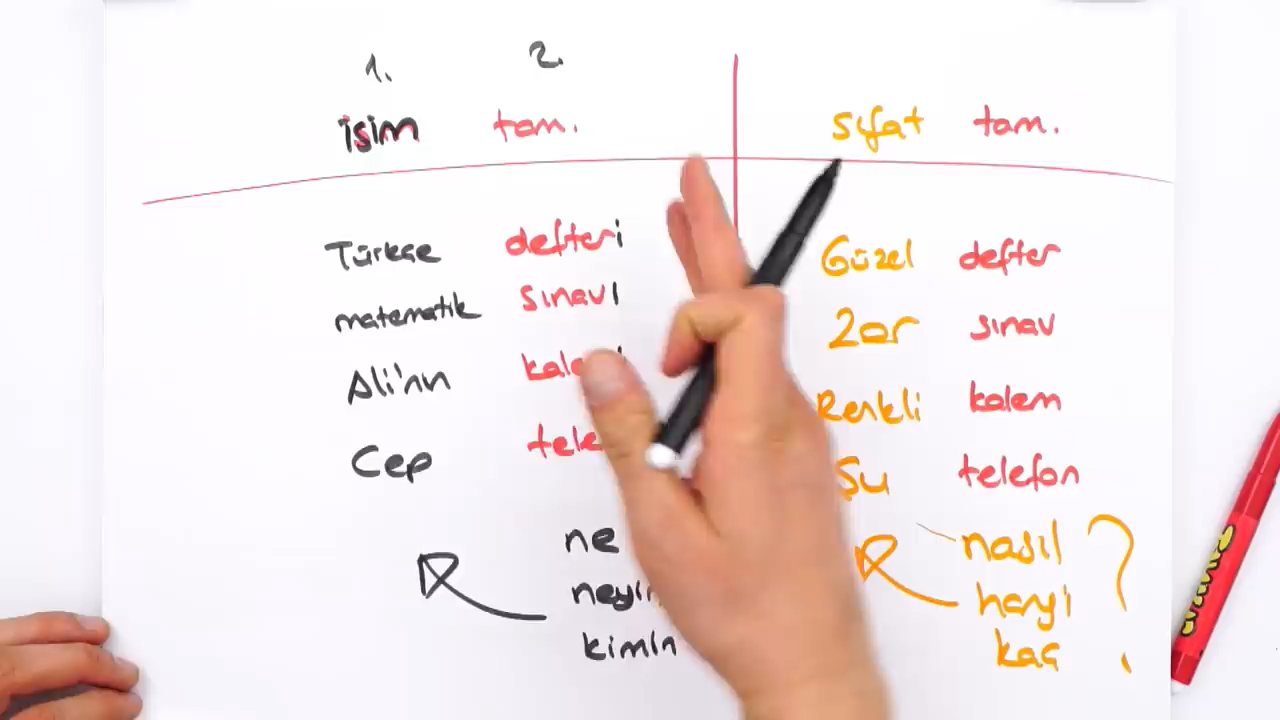 1. 2.
isim tam.
Türkçe defteri
matematik sınavı
Ali'nin
Cep
ne
kimin
sıfat tam.
Güzel defter
Zor sınav
Renkli kalem
Şu telefon
nasıl ?
hangi
kaç